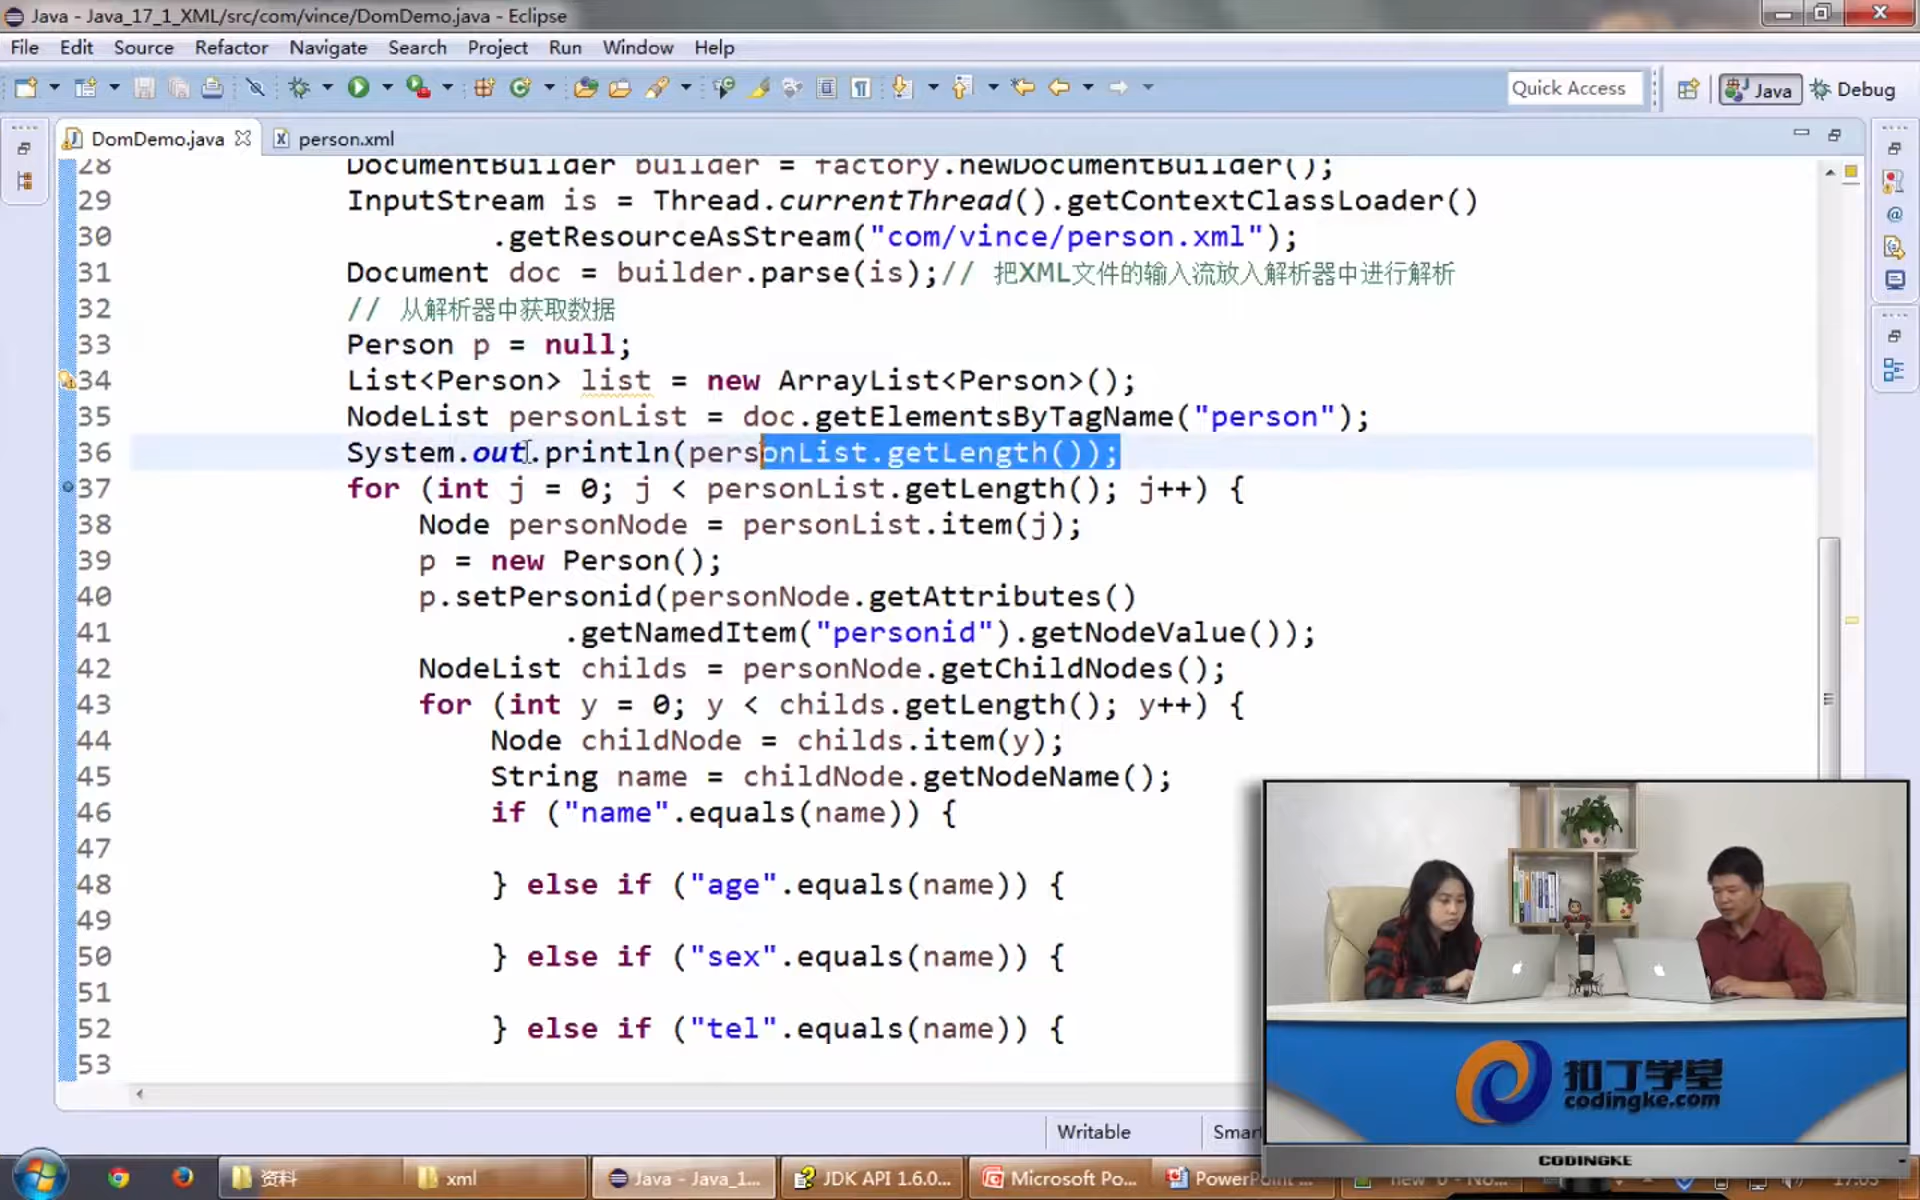 Java - Java_17_1_XML/src/com/vince/DomDemo.java - Eclipse
File Edit Source Refactor Navigate Search Project Run Window Help
Quick Access Java Debug
DomDemo.java person.xml
28 DocumentBuilder builder = factory.newDocumentBuilder();
29 InputStream is = Thread.currentThread().getContextClassLoader()
30 .getResourceAsStream("com/vince/person.xml");
31 Document doc = builder.parse(is);// 把XML文件的输入流放入解析器中进行解析
32 // 从解析器中获取数据
33 Person p = null;
34 List<Person> list = new ArrayList<Person>();
35 NodeList personList = doc.getElementsByTagName("person");
36 System.out.println(personList.getLength());
37 for (int j = 0; j < personList.getLength(); j++) {
38 Node personNode = personList.item(j);
39 p = new Person();
40 p.setPersonid(personNode.getAttributes()
41 .getNamedItem("personid").getNodeValue());
42 NodeList childs = personNode.getChildNodes();
43 for (int y = 0; y < childs.getLength(); y++) {
44 Node childNode = childs.item(y);
45 String name = childNode.getNodeName();
46 if ("name".equals(name)) {
47
48 } else if ("age".equals(name)) {
49
50 } else if ("sex".equals(name)) {
51
52 } else if ("tel".equals(name)) {
53
扣丁学堂
codingke.com
CODINGKE
Writable Smar
资料 xml Java - Java_1... JDK API 1.6.0... Microsoft Po... PowerPoint